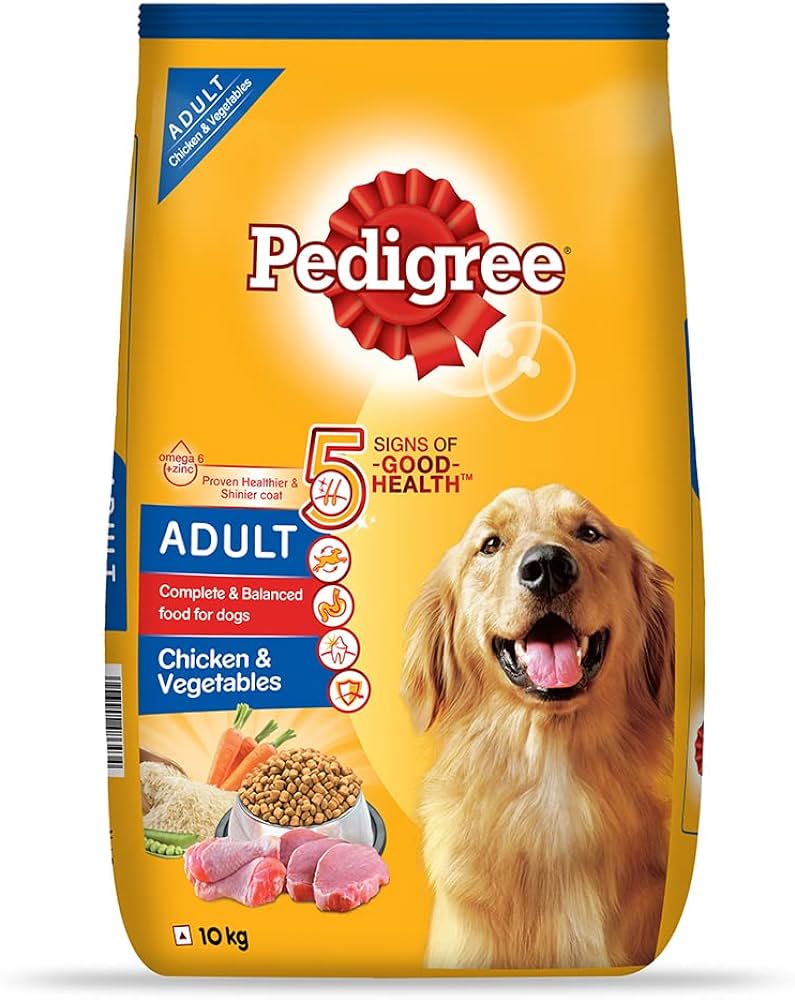 ADULT
Chicken & Vegetables
Pedigree®
omega 6
+zinc
Proven Healthier &
Shinier coat
5
SIGNS OF
-GOOD-
HEALTH™
ADULT
Complete & Balanced
food for dogs
Chicken &
Vegetables
10 kg
ADULT